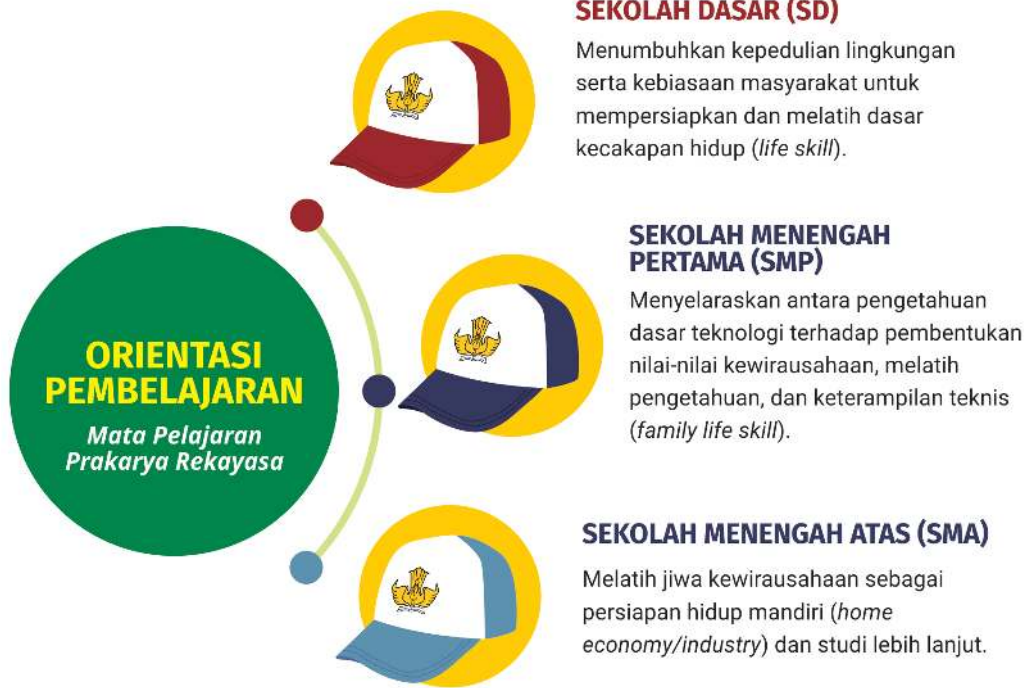 SEKOLAH DASAR (SD)
Menumbuhkan kepedulian lingkungan
serta kebiasaan masyarakat untuk
mempersiapkan dan melatih dasar
kecakapan hidup (life skill).
SEKOLAH MENENGAH
PERTAMA (SMP)
Menyelaraskan antara pengetahuan
dasar teknologi terhadap pembentukan
nilai-nilai kewirausahaan, melatih
pengetahuan, dan keterampilan teknis
(family life skill).
ORIENTASI
PEMBELAJARAN
Mata Pelajaran
Prakarya Rekayasa
SEKOLAH MENENGAH ATAS (SMA)
Melatih jiwa kewirausahaan sebagai
persiapan hidup mandiri (home
economy/industry) dan studi lebih lanjut.